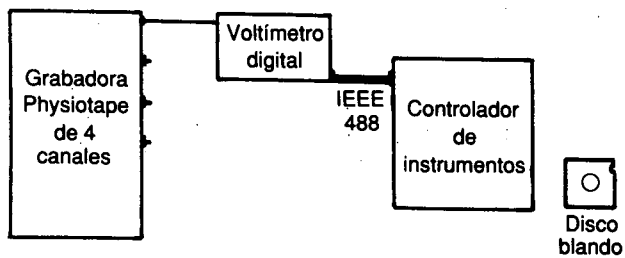 Grabadora
Physiotape
de 4
canales
Voltímetro
digital
IEEE
488
Controlador
de
instrumentos
Disco
blando